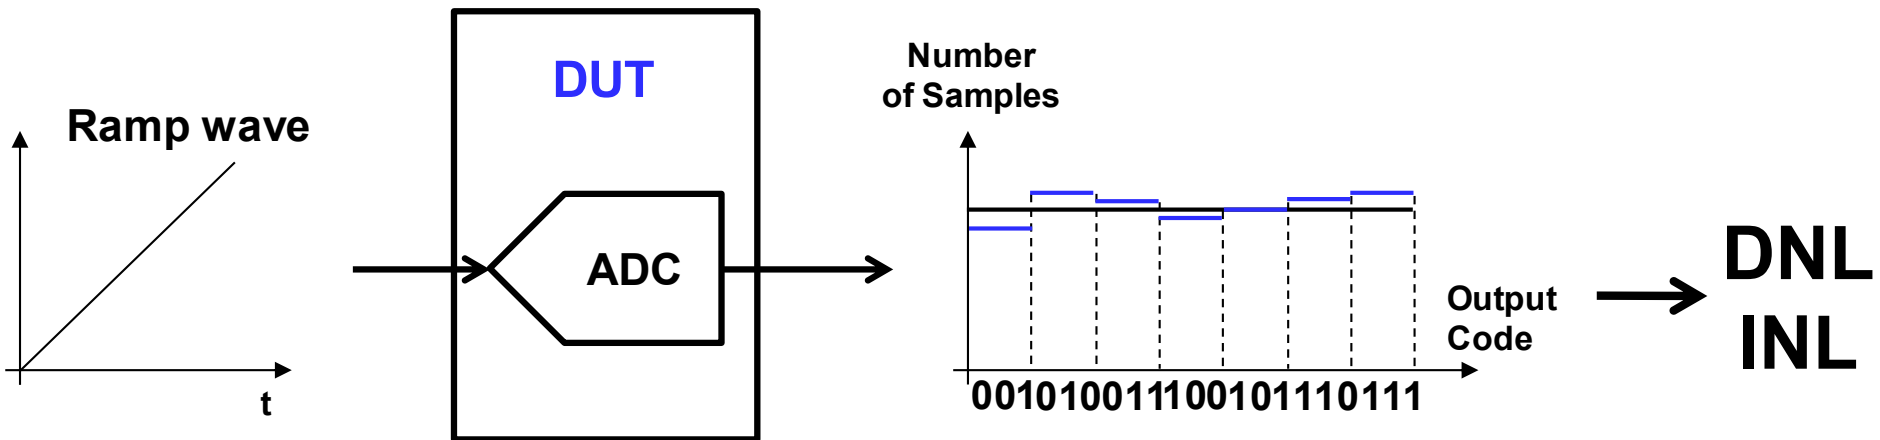 Ramp wave
t
DUT
ADC
Number
of Samples
001010011100101110111
Output
Code
DNL
INL